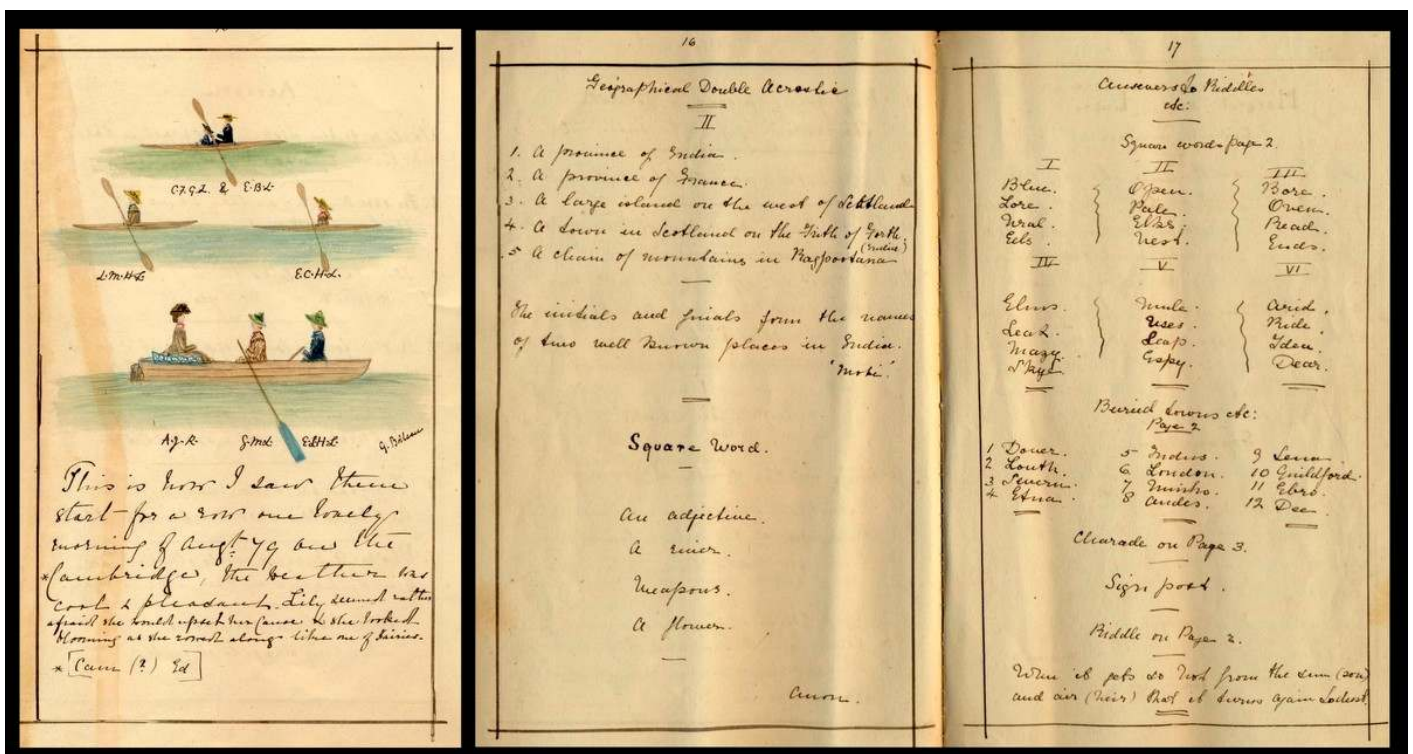 C.F.G.L. & E.B.L.
L.M.H.L. E.C.H.L.
A.J.R. G.M.L. E.L.H.L.
This is how I saw them
start for a row one lovely
morning of Augt. 79 on the
*Cambridge, the weather was
cool & pleasant. Lily seemed rather
afraid she would upset her Canoe & she looked
blooming as she rowed along like one of fairies.
* [Cam (?) Ed]
16
Geographical Double Acrostic
II
1. A province of India.
2. A province of France.
3. A large island on the west of Scotland
4. A town in Scotland on the Frith of Forth.
(India)
5 A chain of mountains in Ragpootana
The initials and finals form the names
of two well known places in India.
"Moti".
Square Word.
An adjective.
A river.
Weapons.
A flower.
Anon.
17
Answers to Riddles
etc:
Square words page 2.
I II III
Blue. Open. Bore.
Lore. Pale. Oven.
Ural. Elks. Read.
Eels. Nest. Ends.
IV V VI
Elms. Mule. Arid.
Leal. Uses. Ride.
Mazy. Leap. Idea.
Skye. Espy. Dear.
Buried towns etc:
Page 2
1 Dover. 5 Indus. 9 Lena.
2 Louth. 6 London. 10 Guildford.
3 Severn. 7 Minho. 11 Ebro.
4 Etna. 8 Andes. 12 Dee.
Charade on Page 3.
Sign post.
Riddle on Page 2.
When it gets so hot from the sun (son)
and air (heir) that it turns again to dust.